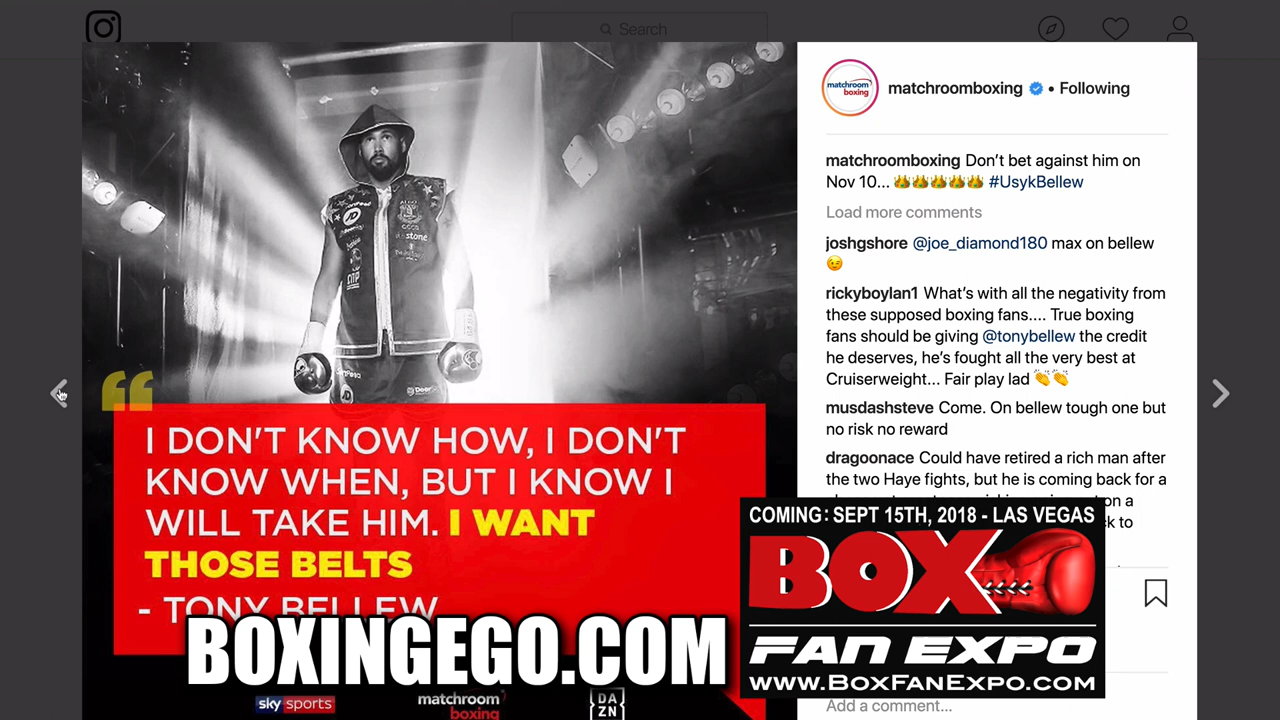 Search
matchroom
boxing
matchroomboxing • Following
matchroomboxing Don't bet against him on
Nov 10... 👑👑👑👑👑 #UsykBellew
Load more comments
joshgshore @joe_diamond180 max on bellew
😉
rickyboylan1 What's with all the negativity from
these supposed boxing fans.... True boxing
fans should be giving @tonybellew the credit
he deserves, he's fought all the very best at
Cruiserweight... Fair play lad 👏👏
musdashsteve Come. On bellew tough one but
no risk no reward
dragoonace Could have retired a rich man after
the two Haye fights, but he is coming back for a
“
I DON'T KNOW HOW, I DON'T
KNOW WHEN, BUT I KNOW I
WILL TAKE HIM. I WANT
THOSE BELTS
- TONY BELLEW
BOXINGEGO.COM
sky sports
matchroom
boxing
DA
ZN
COMING: SEPT 15TH, 2018 - LAS VEGAS
BOX
FAN EXPO
WWW.BOXFANEXPO.COM
Add a comment...